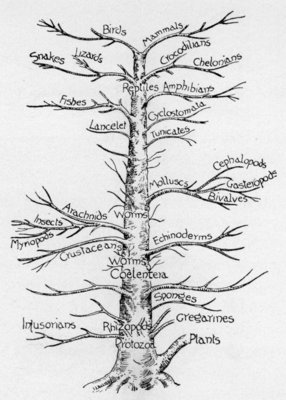 Birds
Mammals
Snakes
Lizards
Crocodilians
Chelonians
Reptiles
Amphibians
Fishes
Cyclostomata
Lancelet
Tunicates
Cephalopods
Molluscs
Gasteropods
Bivalves
Arachnids
Worms
Insects
Myriopods
Echinoderms
Crustaceans
Worms
Coelentera
Sponges
Infusorians
Rhizopods
Gregarines
Protozoa
Plants